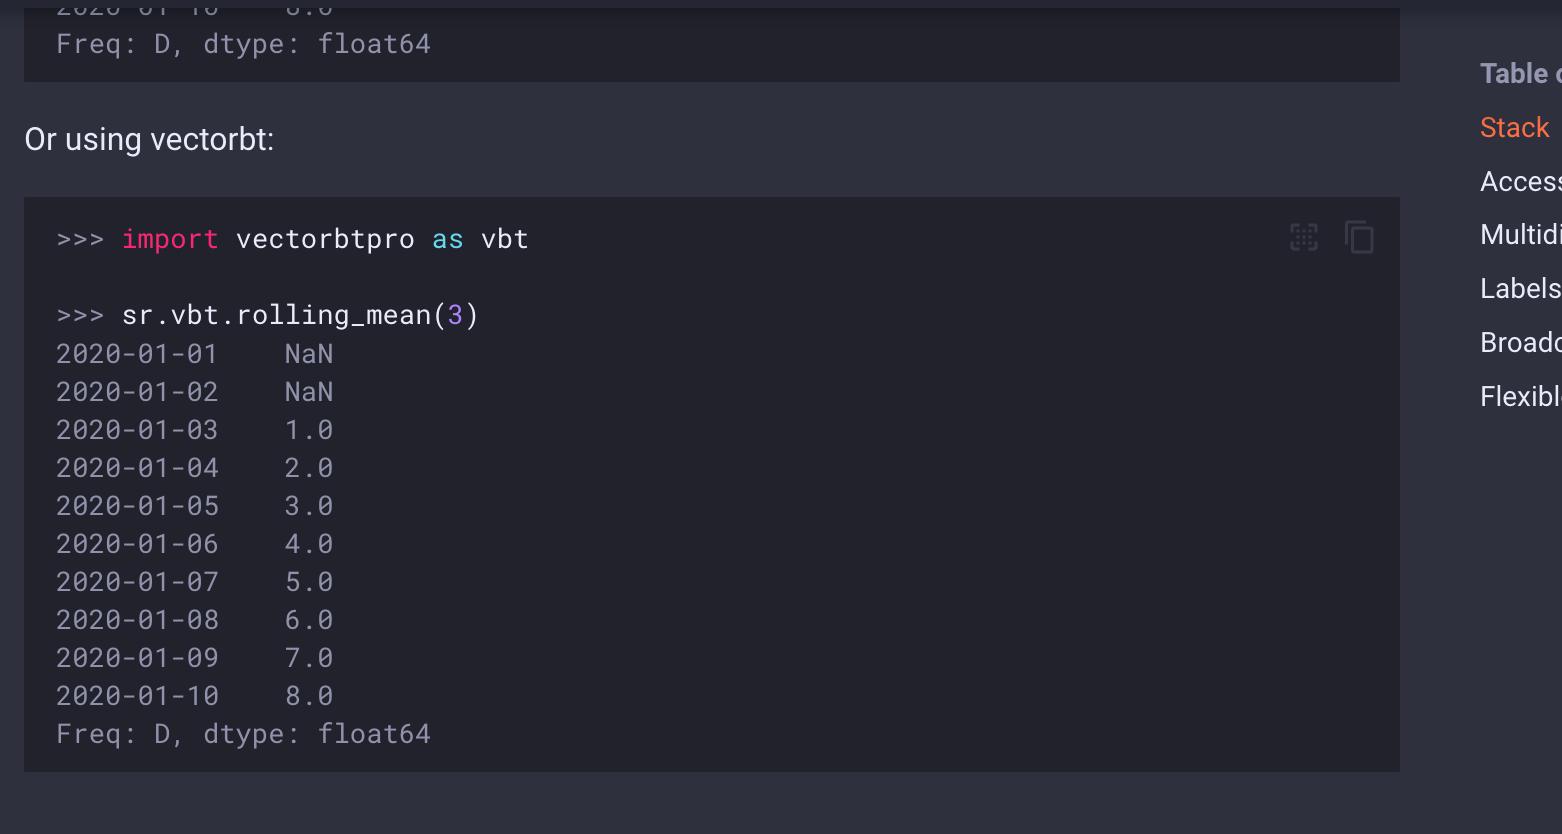 Freq: D, dtype: float64
Or using vectorbt:
>>> import vectorbtpro as vbt
>>> sr.vbt.rolling_mean(3)
2020-01-01    NaN
2020-01-02    NaN
2020-01-03    1.0
2020-01-04    2.0
2020-01-05    3.0
2020-01-06    4.0
2020-01-07    5.0
2020-01-08    6.0
2020-01-09    7.0
2020-01-10    8.0
Freq: D, dtype: float64
Table
Stack
Access
Multidi
Labels
Broadc
Flexibl